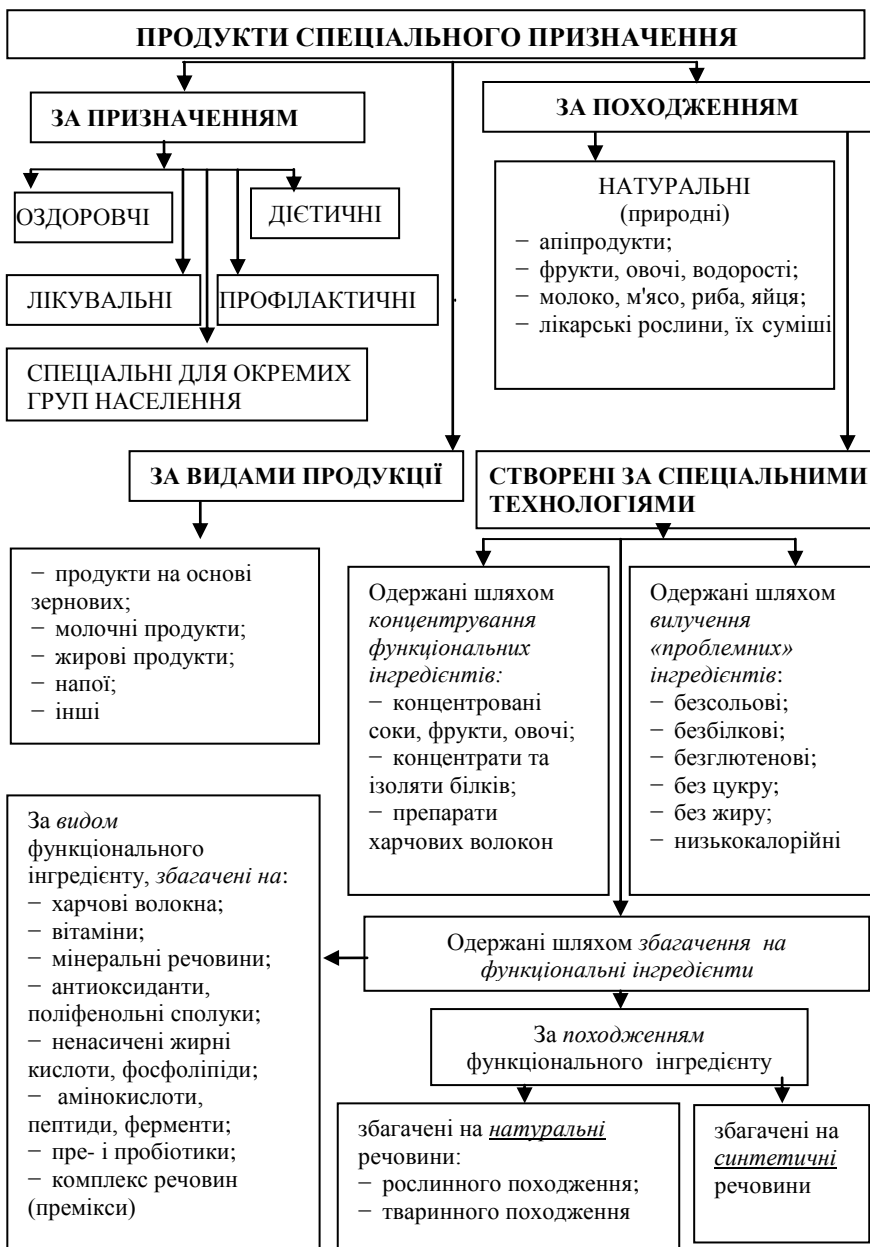 ПРОДУКТИ СПЕЦІАЛЬНОГО ПРИЗНАЧЕННЯ
ЗА ПРИЗНАЧЕННЯМ
ЗА ПОХОДЖЕННЯМ
ОЗДОРОВЧІ
ДІЄТИЧНІ
ЛІКУВАЛЬНІ
ПРОФІЛАКТИЧНІ
СПЕЦІАЛЬНІ ДЛЯ ОКРЕМИХ
ГРУП НАСЕЛЕННЯ
НАТУРАЛЬНІ
(природні)
− апіпродукти;
− фрукти, овочі, водорості;
− молоко, м'ясо, риба, яйця;
− лікарські рослини, їх суміші
ЗА ВИДАМИ ПРОДУКЦІЇ
СТВОРЕНІ ЗА СПЕЦІАЛЬНИМИ
ТЕХНОЛОГІЯМИ
− продукти на основі
зернових;
− молочні продукти;
− жирові продукти;
− напої;
− інші
Одержані шляхом
концентрування
функціональних
інгредієнтів:
− концентровані
соки, фрукти, овочі;
− концентрати та
ізоляти білків;
− препарати
харчових волокон
Одержані шляхом
вилучення
«проблемних»
інгредієнтів:
− безсольові;
− безбілкові;
− безглютенові;
− без цукру;
− без жиру;
− низькокалорійні
За видом
функціонального
інгредієнту, збагачені на:
− харчові волокна;
− вітаміни;
− мінеральні речовини;
− антиоксиданти,
поліфенольні сполуки;
− ненасичені жирні
кислоти, фосфоліпіди;
− амінокислоти,
пептиди, ферменти;
− пре- і пробіотики;
− комплекс речовин
(премікси)
Одержані шляхом збагачення на
функціональні інгредієнти
За походженням
функціонального інгредієнту
збагачені на натуральні
речовини:
− рослинного походження;
− тваринного походження
збагачені на
синтетичні
речовини